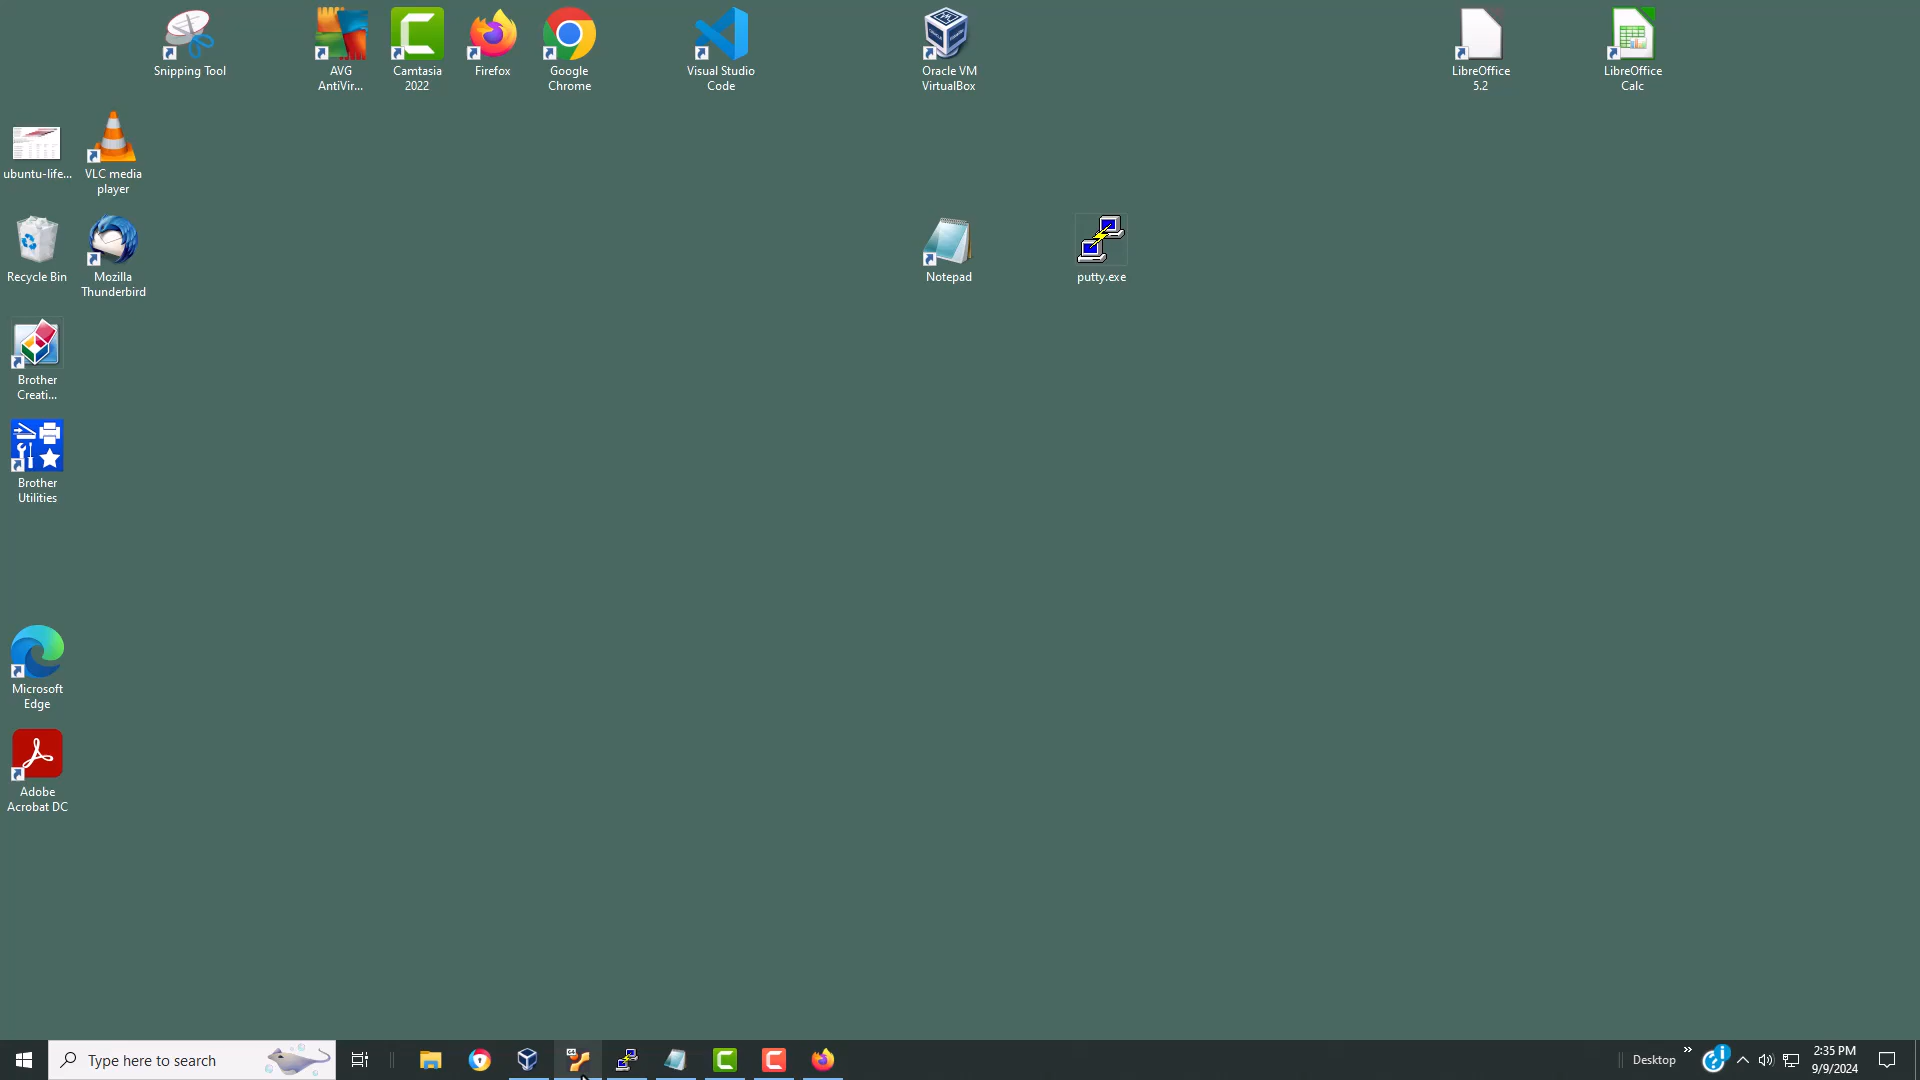 Snipping Tool
AVG
AntiVir...
Camtasia
2022
Firefox
Google
Chrome
Visual Studio
Code
Oracle VM
VirtualBox
LibreOffice
5.2
LibreOffice
Calc
ubuntu-life...
VLC media
player
Recycle Bin
Mozilla
Thunderbird
Notepad
putty.exe
Brother
Creati...
Brother
Utilities
Microsoft
Edge
Adobe
Acrobat DC
Type here to search
64
Desktop
2:35 PM
9/9/2024